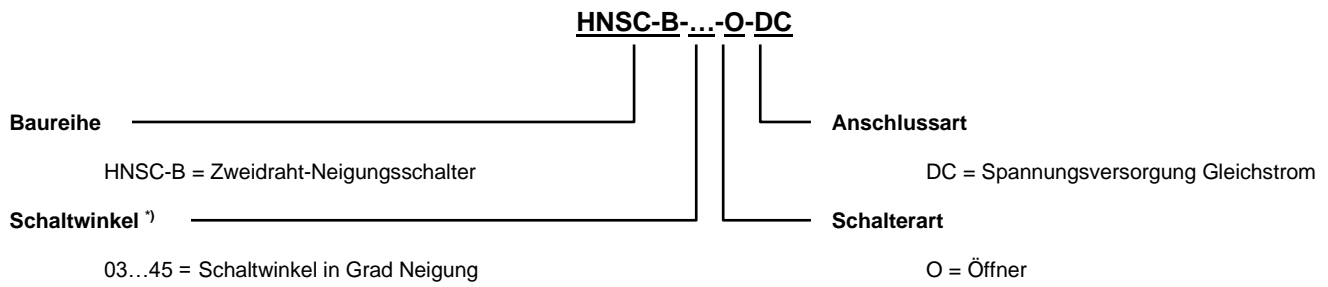 HNSC-B-…-O-DC
Baureihe
HNSC-B = Zweidraht-Neigungsschalter
Schaltwinkel *)
03…45 = Schaltwinkel in Grad Neigung
Anschlussart
DC = Spannungsversorgung Gleichstrom
Schalterart
O = Öffner